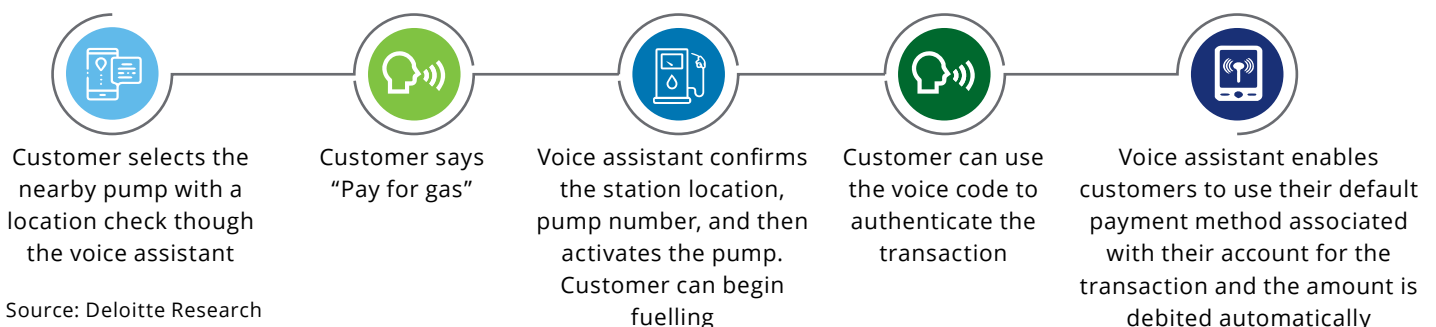 Customer selects the
nearby pump with a
location check though
the voice assistant
Customer says
“Pay for gas”
Voice assistant confirms
the station location,
pump number, and then
activates the pump.
Customer can begin
fuelling
Customer can use
the voice code to
authenticate the
transaction
Voice assistant enables
customers to use their default
payment method associated
with their account for the
transaction and the amount is
debited automatically
Source: Deloitte Research